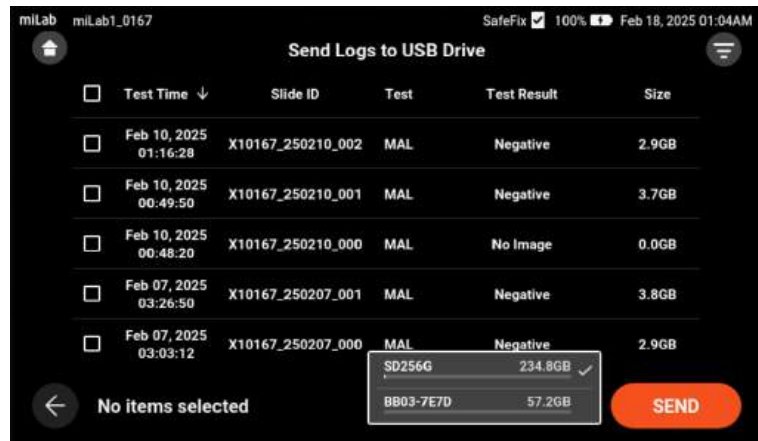 miLab miLab1_0167 SafeFix 100% Feb 18, 2025 01:04AM
Send Logs to USB Drive
Test Time ↓ Slide ID Test Test Result Size
Feb 10, 2025
01:16:28 X10167_250210_002 MAL Negative 2.9GB
Feb 10, 2025
00:49:50 X10167_250210_001 MAL Negative 3.7GB
Feb 10, 2025
00:48:20 X10167_250210_000 MAL No Image 0.0GB
Feb 07, 2025
03:26:50 X10167_250207_001 MAL Negative 3.8GB
Feb 07, 2025
03:03:12 X10167_250207_000 MAL Negative 2.9GB
SD256G 234.8GB
BB03-7E7D 57.2GB
No items selected
SEND